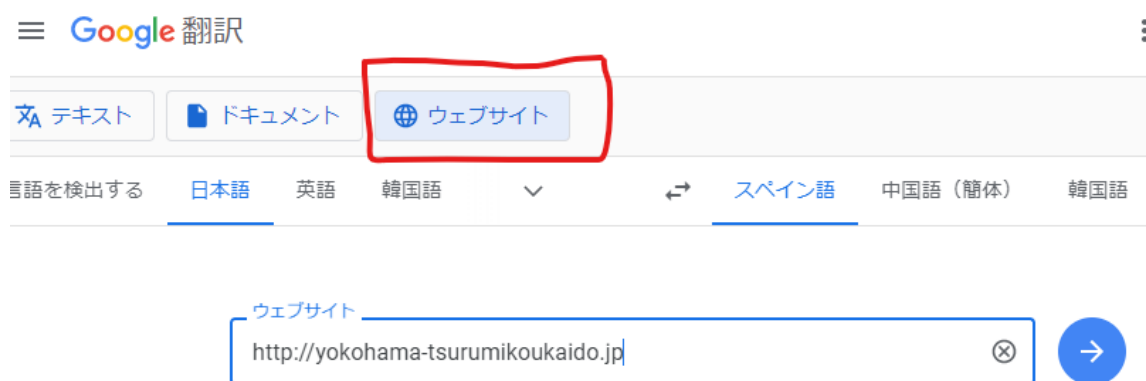 Google 翻訳
テキスト ドキュメント ウェブサイト
言語を検出する 日本語 英語 韓国語 スペイン語 中国語（簡体） 韓国語
ウェブサイト
http://yokohama-tsurumikoukaido.jp